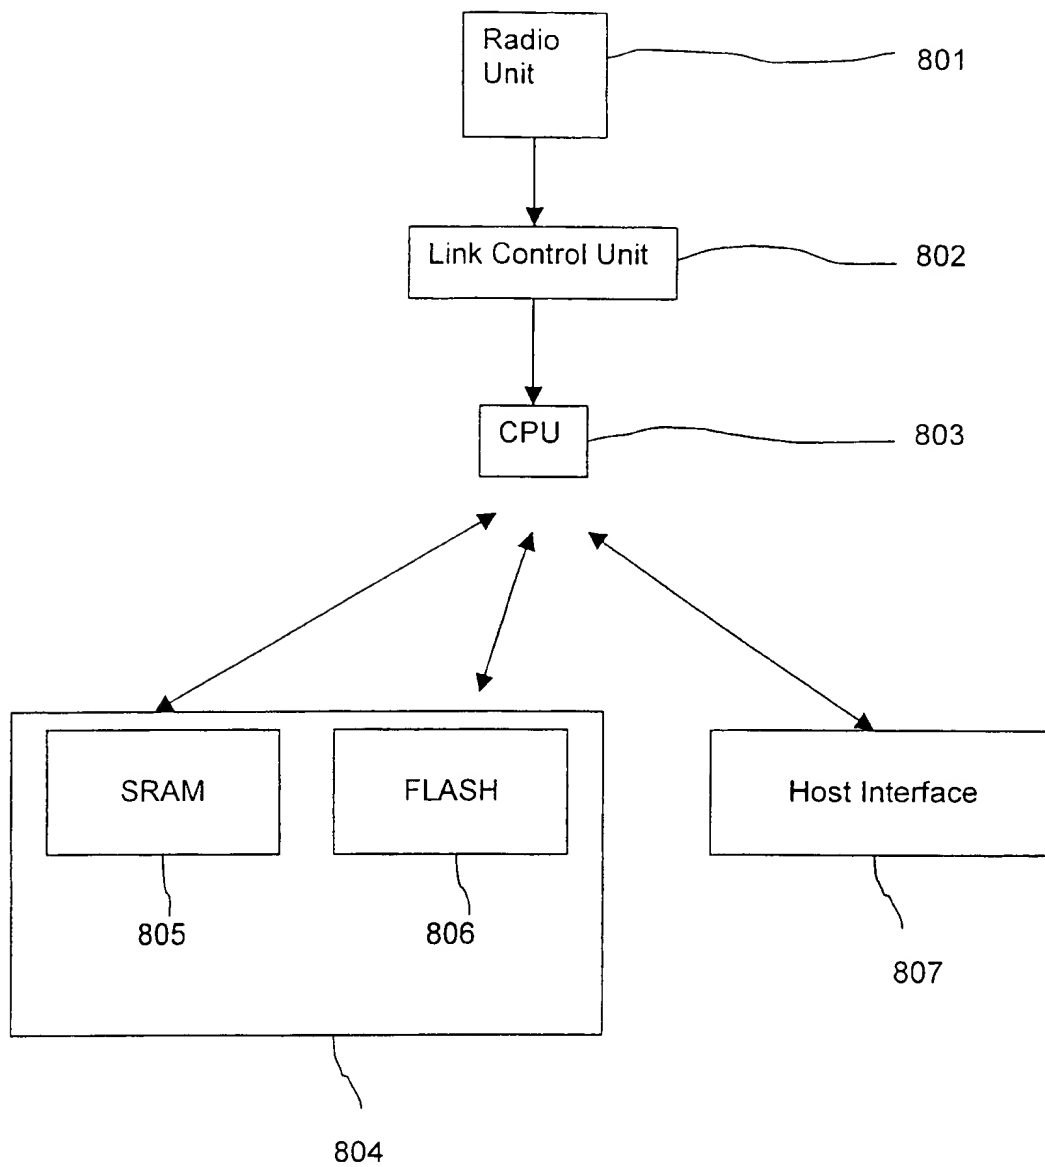 Radio
Unit
801
Link Control Unit
802
CPU
803
SRAM
FLASH
Host Interface
805
806
807
804